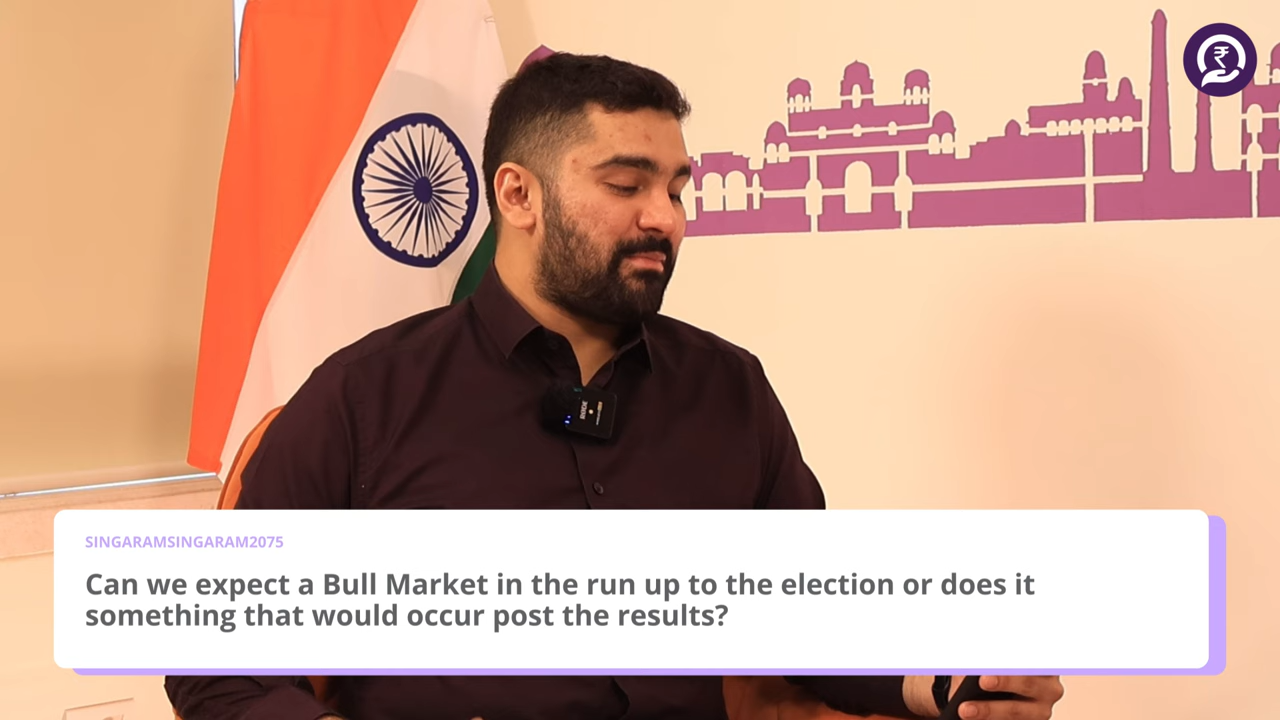 ₹
SINGARAMSINGARAM2075
Can we expect a Bull Market in the run up to the election or does it
something that would occur post the results?